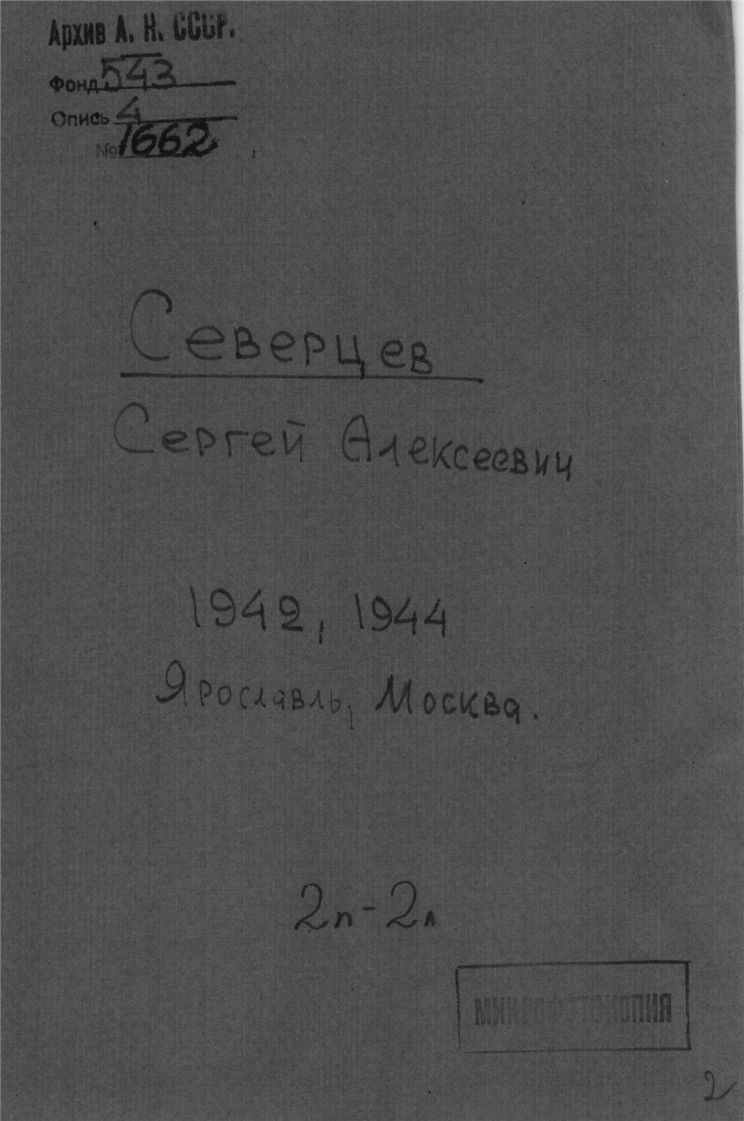 Архив А. Н. СССР.
Фонд 543
Опись 4
№ 1662
Северцев
Сергей Алексеевич
1942, 1944
Ярославль, Москва.
2п-2л
МИКРОФОТОКОПИЯ
2